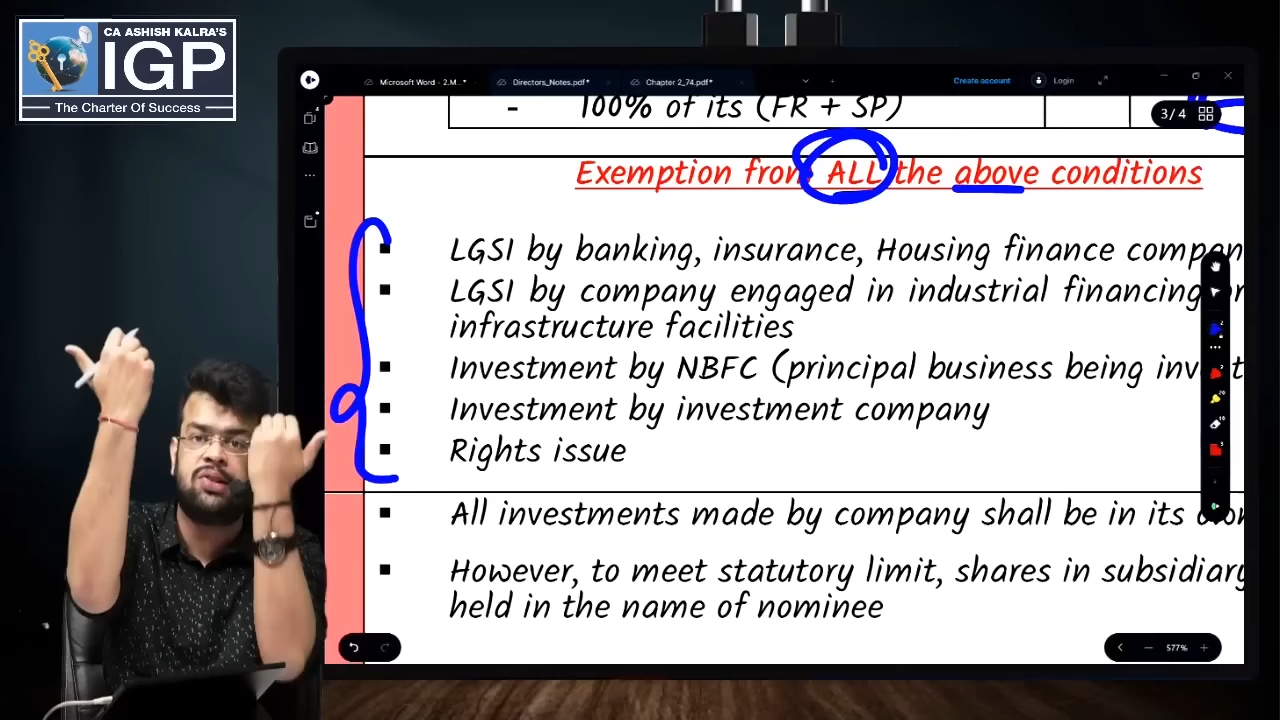 CA ASHISH KALRA'S
IGP
The Charter Of Success
Microsoft Word - 2.M...*
Directors_Notes.pdf*
Chapter 2_74.pdf*
Create account
Login
- 100% of its (FR + SP)
3/4
Exemption from ALL the above conditions
▪ LGSI by banking, insurance, Housing finance compan
▪ LGSI by company engaged in industrial financing or
infrastructure facilities
▪ Investment by NBFC (principal business being inv
▪ Investment by investment company
▪ Rights issue
▪ All investments made by company shall be in its
▪ However, to meet statutory limit, shares in subsidiary
held in the name of nominee
577%